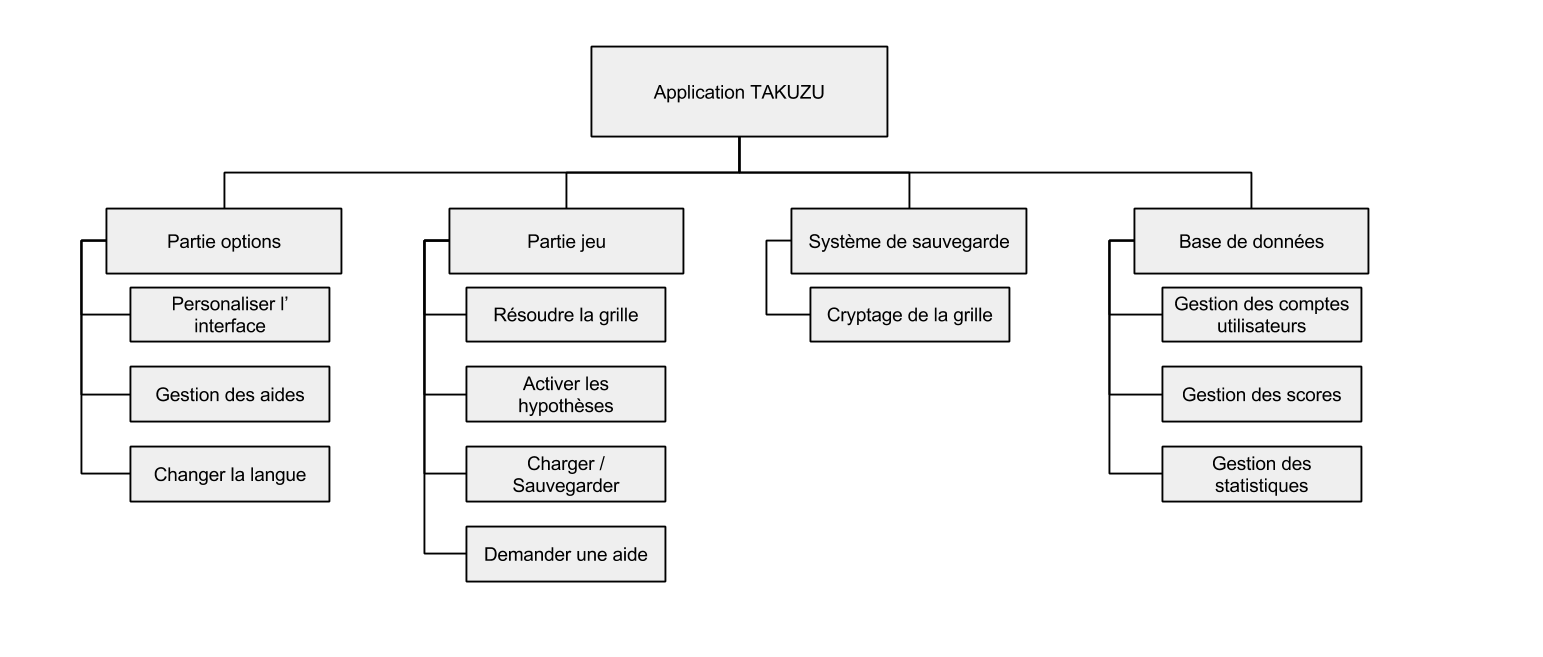 Application TAKUZU
Partie options
Personaliser l’
interface
Gestion des aides
Changer la langue
Partie jeu
Résoudre la grille
Activer les
hypothèses
Charger /
Sauvegarder
Demander une aide
Système de sauvegarde
Cryptage de la grille
Base de données
Gestion des comptes
utilisateurs
Gestion des scores
Gestion des
statistiques